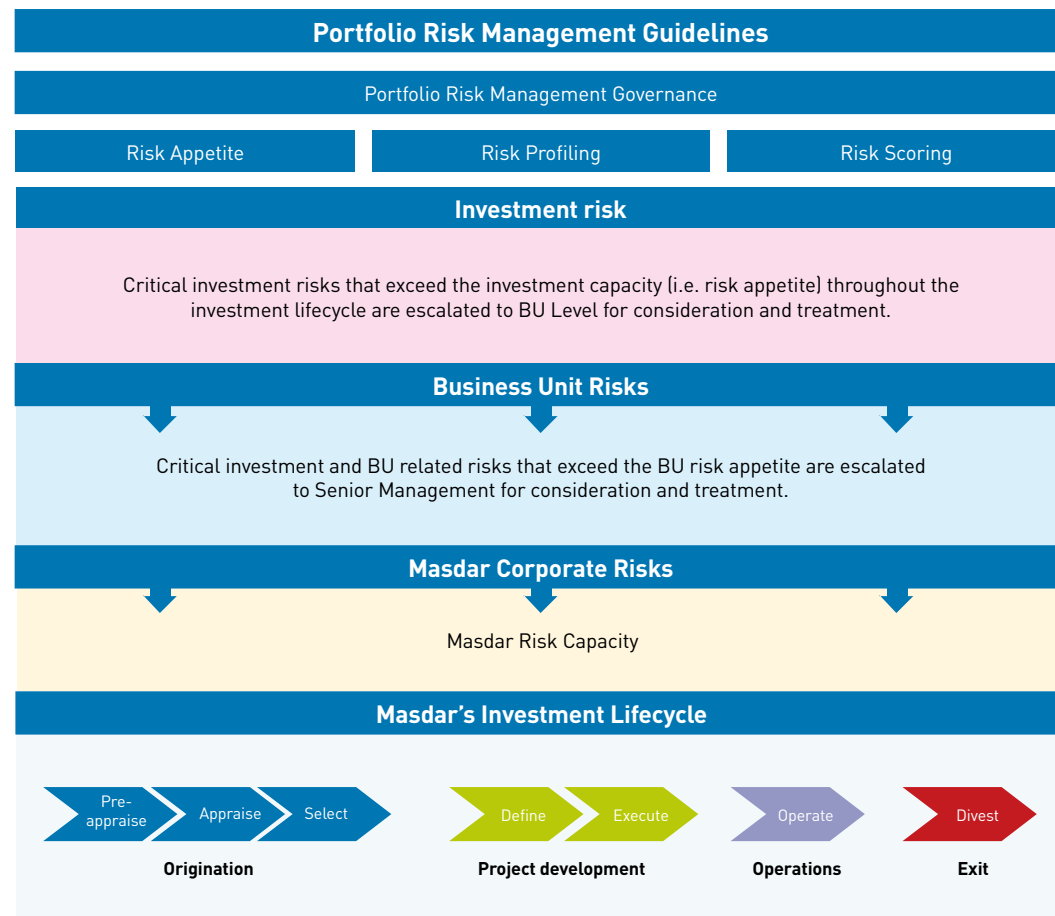 Portfolio Risk Management Guidelines
Portfolio Risk Management Governance
Risk Appetite
Risk Profiling
Risk Scoring
Investment risk
Critical investment risks that exceed the investment capacity (i.e. risk appetite) throughout the
investment lifecycle are escalated to BU Level for consideration and treatment.
Business Unit Risks
Critical investment and BU related risks that exceed the BU risk appetite are escalated
to Senior Management for consideration and treatment.
Masdar Corporate Risks
Masdar Risk Capacity
Masdar’s Investment Lifecycle
Pre-
appraise
Appraise
Select
Define
Execute
Operate
Divest
Origination
Project development
Operations
Exit